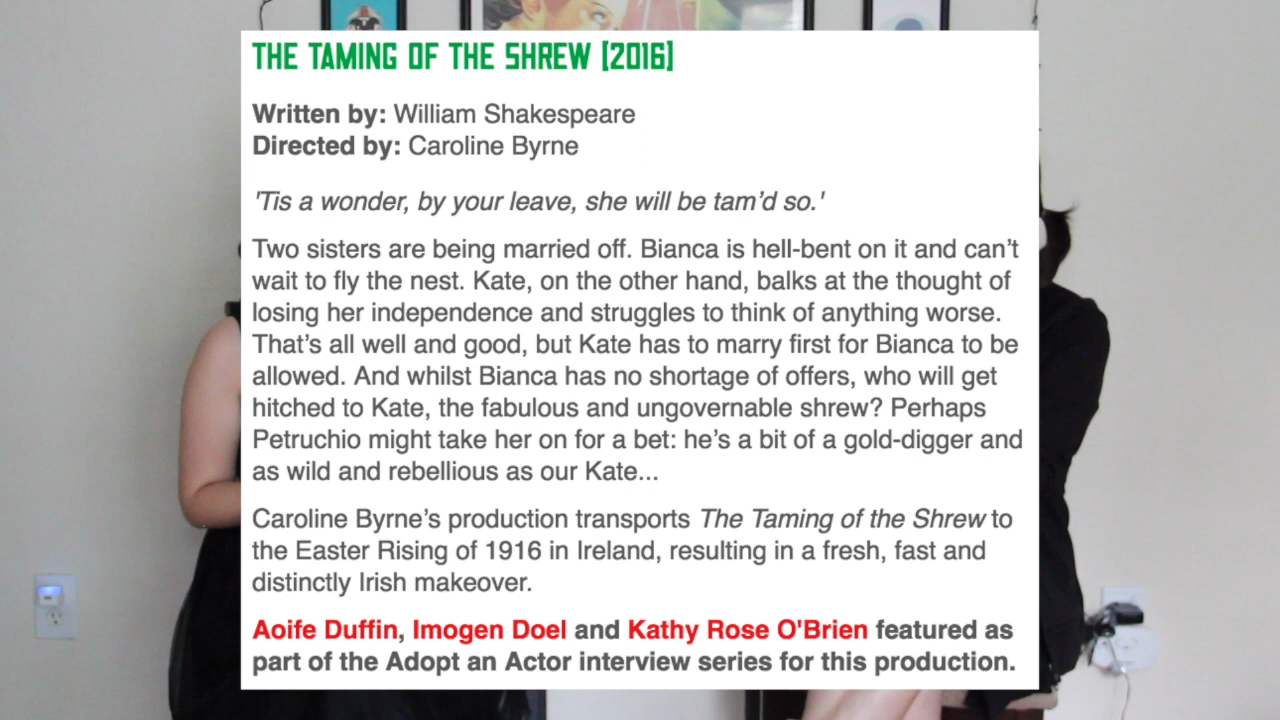 THE TAMING OF THE SHREW [2016]
Written by: William Shakespeare
Directed by: Caroline Byrne
'Tis a wonder, by your leave, she will be tam’d so.'
Two sisters are being married off. Bianca is hell-bent on it and can’t
wait to fly the nest. Kate, on the other hand, balks at the thought of
losing her independence and struggles to think of anything worse.
That’s all well and good, but Kate has to marry first for Bianca to be
allowed. And whilst Bianca has no shortage of offers, who will get
hitched to Kate, the fabulous and ungovernable shrew? Perhaps
Petruchio might take her on for a bet: he’s a bit of a gold-digger and
as wild and rebellious as our Kate...
Caroline Byrne’s production transports The Taming of the Shrew to
the Easter Rising of 1916 in Ireland, resulting in a fresh, fast and
distinctly Irish makeover.
Aoife Duffin, Imogen Doel and Kathy Rose O'Brien featured as
part of the Adopt an Actor interview series for this production.